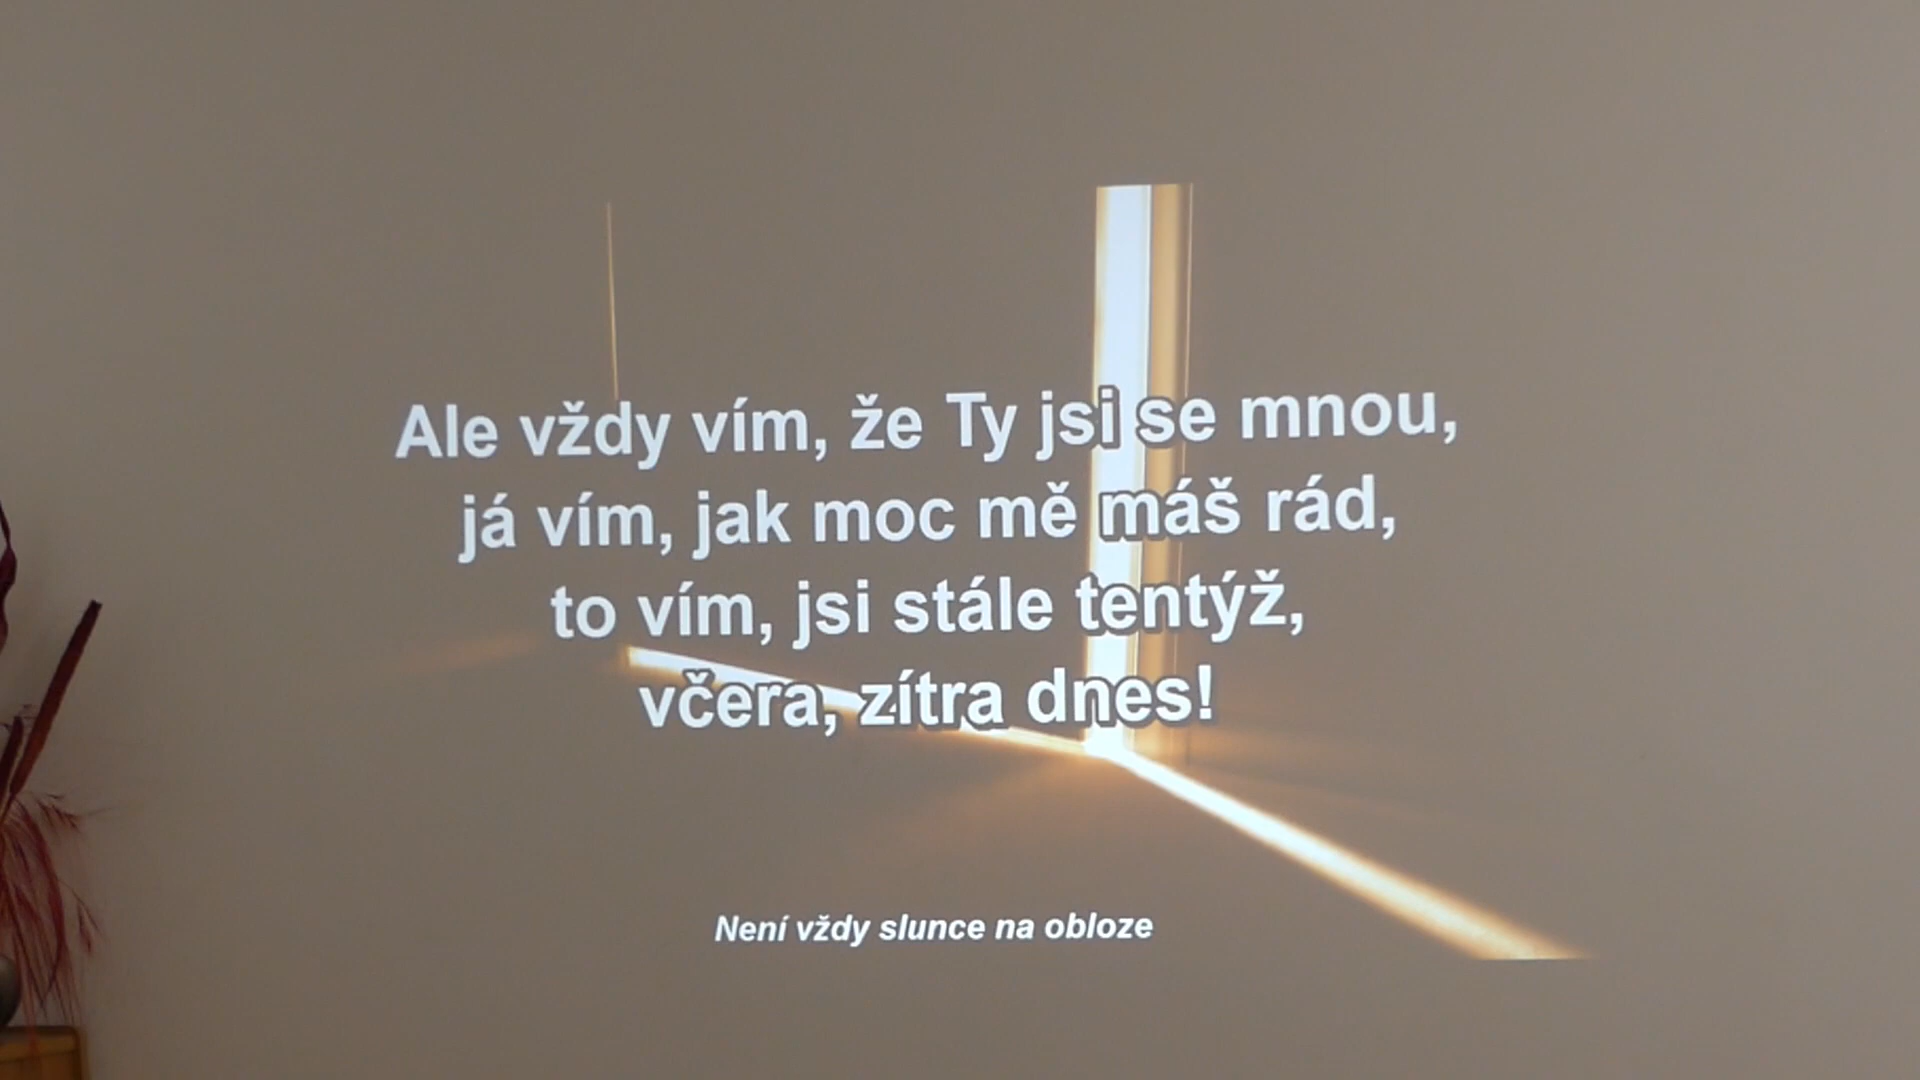 Ale vždy vím, že Ty jsi se mnou,
já vím, jak moc mě máš rád,
to vím, jsi stále tentýž,
včera, zítra dnes!
Není vždy slunce na obloze